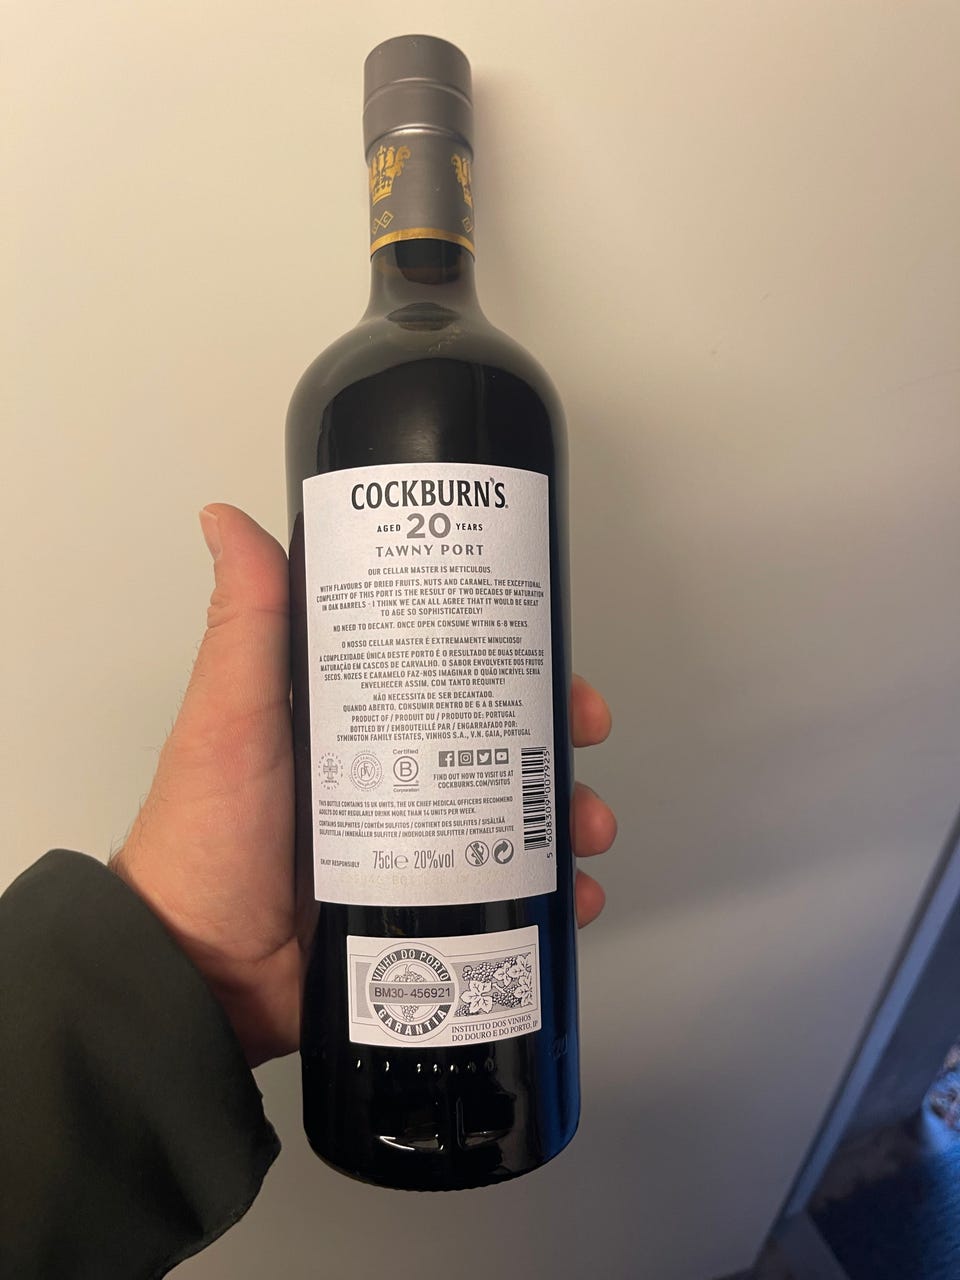 COCKBURN'S
AGED 20 YEARS
TAWNY PORT
OUR CELLAR MASTER IS METICULOUS.
WITH FLAVOURS OF DRIED FRUITS, NUTS AND CARAMEL, THE EXCEPTIONAL
COMPLEXITY OF THIS PORT IS THE RESULT OF TWO DECADES OF MATURATION
IN OAK BARRELS - I THINK WE CAN ALL AGREE THAT IT WOULD BE GREAT
TO AGE SO SOPHISTICATEDLY!
NO NEED TO DECANT. ONCE OPEN CONSUME WITHIN 6-8 WEEKS.
O NOSSO CELLAR MASTER É EXTREMAMENTE MINUCIOSO!
A COMPLEXIDADE ÚNICA DESTE PORTO É O RESULTADO DE DUAS DÉCADAS DE
MATURAÇÃO EM CASCOS DE CARVALHO. O SABOR ENVOLVENTE DOS FRUTOS
SECOS, NOZES E CARAMELO FAZ-NOS IMAGINAR O QUÃO INCRÍVEL SERIA
ENVELHECER ASSIM, COM TANTO REQUINTE!
NÃO NECESSITA DE SER DECANTADO.
QUANDO ABERTO, CONSUMIR DENTRO DE 6 A 8 SEMANAS.
PRODUCT OF / PRODUIT DU / PRODUTO DE: PORTUGAL
BOTTLED BY / EMBOUTEILLÉ PAR / ENGARRAFADO POR:
SYMINGTON FAMILY ESTATES, VINHOS S.A., V.N. GAIA, PORTUGAL
Certified
B
Corporation
FIND OUT HOW TO VISIT US AT
COCKBURNS.COM/VISITUS
THIS BOTTLE CONTAINS 15 UK UNITS. THE UK CHIEF MEDICAL OFFICERS RECOMMEND
ADULTS DO NOT REGULARLY DRINK MORE THAN 14 UNITS PER WEEK.
CONTAINS SULPHITES / CONTÉM SULFITOS / CONTIENT DES SULFITES / SISÄLTÄÄ
SULFIITTEJA / INNEHÅLLER SULFITER / INDEHOLDER SULFITTER / ENTHAELT SULFITE
ENJOY RESPONSIBLY 75cl e 20%vol
5 608309 007925
VINHO DO PORTO
BM30- 456921
GARANTIA
INSTITUTO DOS VINHOS
DO DOURO E DO PORTO, IP